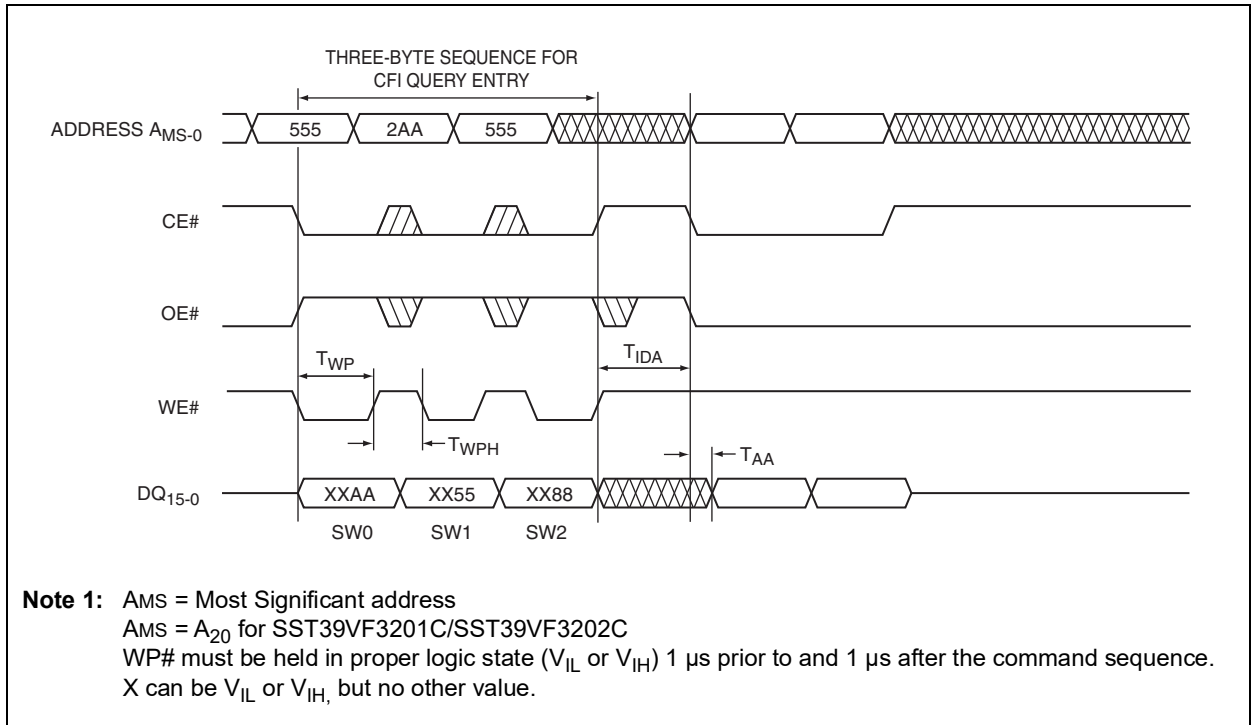 THREE-BYTE SEQUENCE FOR
CFI QUERY ENTRY
ADDRESS AMS-0
555 2AA 555
CE#
OE#
TWP
TIDA
WE#
TWPH
TAA
DQ15-0
XXAA XX55 XX88
SW0 SW1 SW2
Note 1: AMS = Most Significant address
AMS = A20 for SST39VF3201C/SST39VF3202C
WP# must be held in proper logic state (VIL or VIH) 1 µs prior to and 1 µs after the command sequence.
X can be VIL or VIH, but no other value.